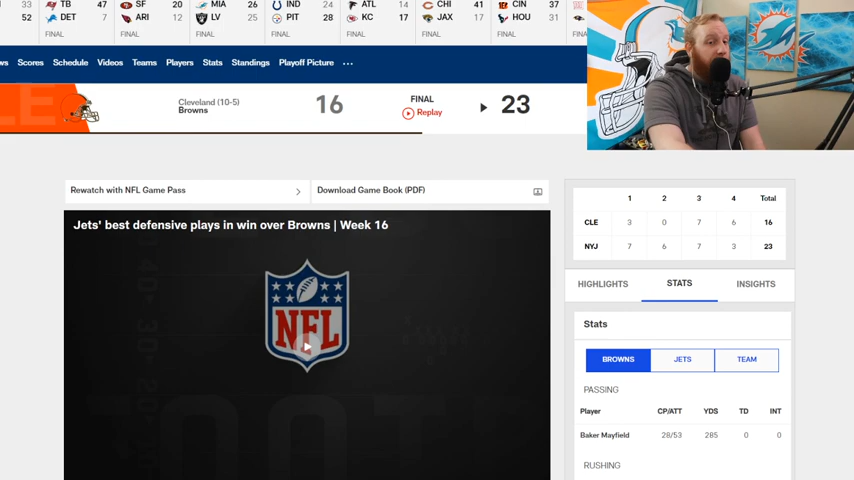 33 TB 47 SF 20 MIA 26 IND 24 ATL 14 CHI 41 CIN 37
52 DET 7 ARI 12 LV 25 PIT 28 KC 17 JAX 17 HOU 31
FINAL FINAL FINAL FINAL FINAL FINAL FINAL
Scores Schedule Videos Teams Players Stats Standings Playoff Picture ...
Cleveland (10-5)
Browns
16
FINAL
Replay
23
Rewatch with NFL Game Pass
Download Game Book (PDF)
Jets' best defensive plays in win over Browns | Week 16
NFL
1 2 3 4 Total
CLE 3 0 7 6 16
NYJ 7 6 7 3 23
HIGHLIGHTS STATS INSIGHTS
Stats
BROWNS JETS TEAM
PASSING
Player CP/ATT YDS TD INT
Baker Mayfield 28/53 285 0 0
RUSHING